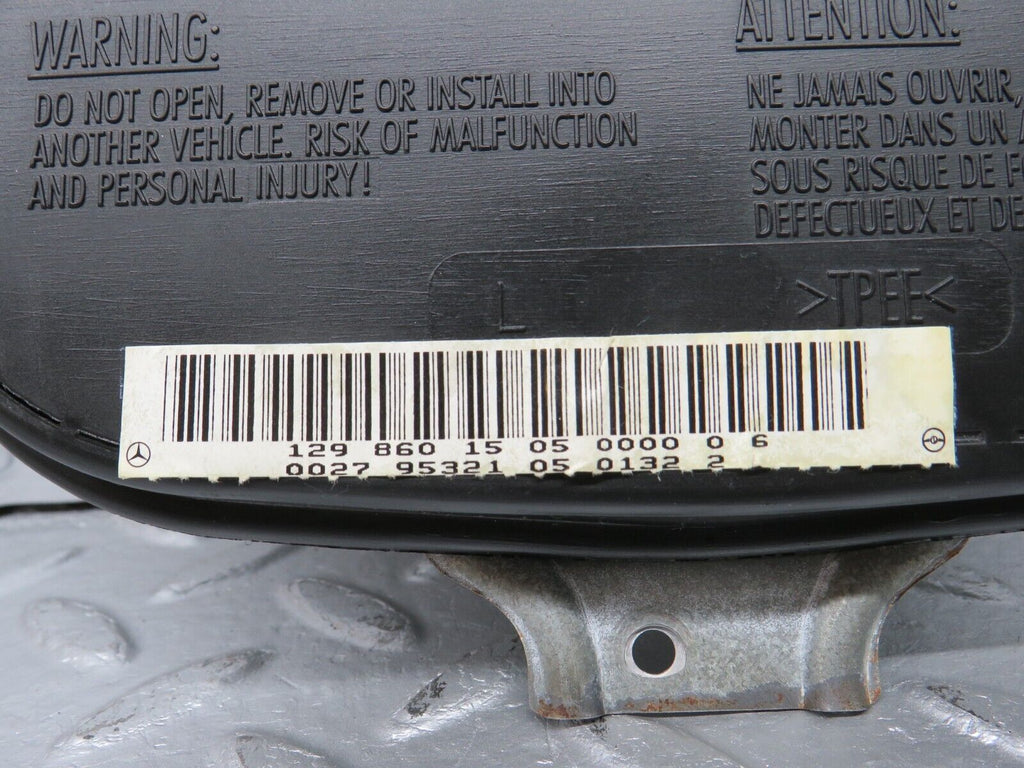 WARNING:
DO NOT OPEN, REMOVE OR INSTALL INTO
ANOTHER VEHICLE. RISK OF MALFUNCTION
AND PERSONAL INJURY!
ATTENTION:
NE JAMAIS OUVRIR,
MONTER DANS UN A
SOUS RISQUE DE FO
DEFECTUEUX ET DE
L
>TPEE<
129 860 15 05 0000 0 6
0027 95321 05 0132 2